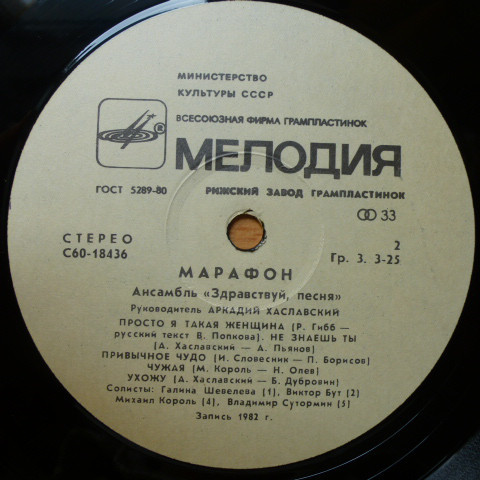 МИНИСТЕРСТВО
КУЛЬТУРЫ СССР
ВСЕСОЮЗНАЯ ФИРМА ГРАМПЛАСТИНОК
® МЕЛОДИЯ
ГОСТ 5289-80 РИЖСКИЙ ЗАВОД ГРАМПЛАСТИНОК
33
СТЕРЕО 2
С60-18436 Гр. 3. 3-25
МАРАФОН
Ансамбль «Здравствуй, песня»
Руководитель АРКАДИЙ ХАСЛАВСКИЙ
ПРОСТО Я ТАКАЯ ЖЕНЩИНА (Р. Гибб —
русский текст В. Попкова). НЕ ЗНАЕШЬ ТЫ
(А. Хаславский — А. Пьянов)
ПРИВЫЧНОЕ ЧУДО (И. Словесник — П. Борисов)
ЧУЖАЯ (М. Король — Н. Олев)
УХОЖУ (А. Хаславский — Б. Дубровин)
Солисты: Галина Шевелева (1), Виктор Бут (2)
Михаил Король (4), Владимир Сутормин (5)
Запись 1982 г.